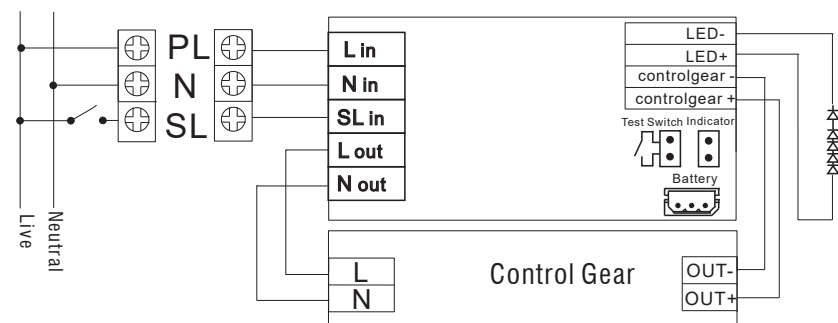 PL
N
SL
Live
Neutral
L in
N in
SL in
L out
N out
LED-
LED+
controlgear -
controlgear +
Test Switch Indicator
Battery
L
N
Control Gear
OUT-
OUT+